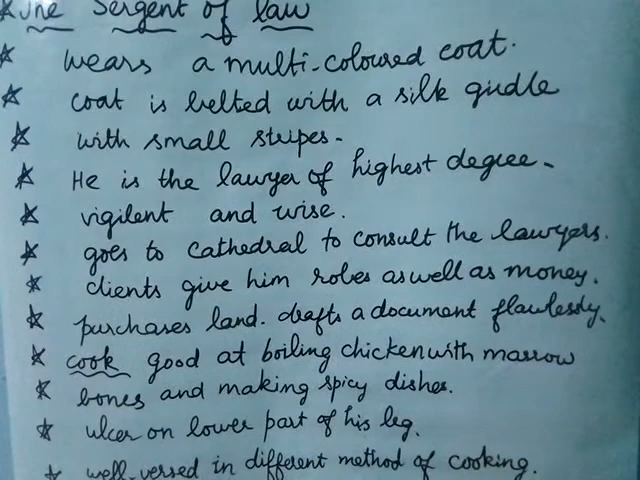 * The Sergent of law
* wears a multi-coloured coat.
* coat is belted with a silk girdle
* with small stripes-
* He is the lawyer of highest degree-
* vigilent and wise.
* goes to cathedral to consult the lawyers.
* clients give him robes as well as money.
* purchases land. drafts a document flawlessly.
* cook good at boiling chicken with marrow
* bones and making spicy dishes.
* ulcer on lower part of his leg.
* well-versed in different method of cooking.